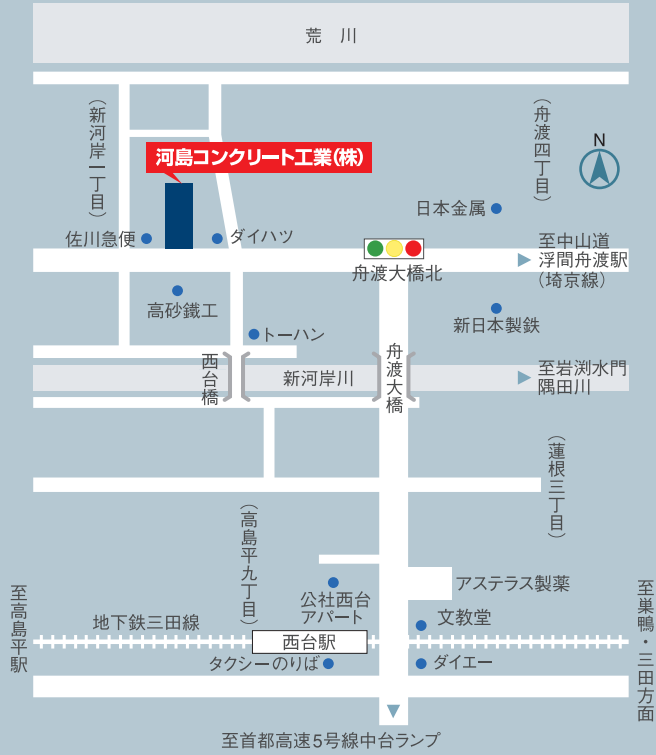 荒　川
（新河岸一丁目）
（舟渡四丁目）
N
河島コンクリート工業(株)
日本金属
佐川急便
ダイハツ
至中山道
浮間舟渡駅
（埼京線）
舟渡大橋北
高砂鐵工
新日本製鉄
トーハン
西台橋
新河岸川
舟渡大橋
至岩渕水門
隅田川
（蓮根三丁目）
（高島平九丁目）
アステラス製薬
公社西台
アパート
文教堂
至高島平駅
地下鉄三田線
西台駅
至巣鴨・三田方面
タクシーのりば
ダイエー
至首都高速5号線中台ランプ